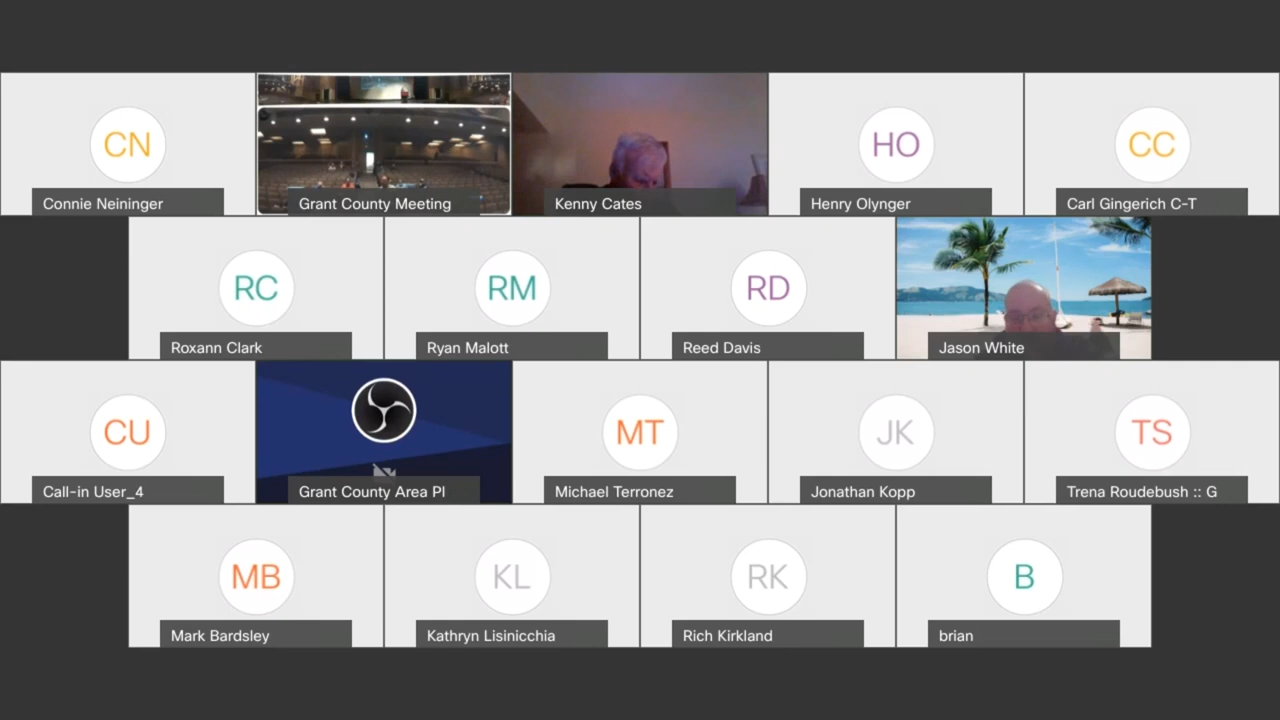 CN
Connie Neininger
Grant County Meeting
Kenny Cates
HO
Henry Olynger
CC
Carl Gingerich C-T
RC
Roxann Clark
RM
Ryan Malott
RD
Reed Davis
Jason White
CU
Call-in User_4
Grant County Area Pl
MT
Michael Terronez
JK
Jonathan Kopp
TS
Trena Roudebush :: G
MB
Mark Bardsley
KL
Kathryn Lisinicchia
RK
Rich Kirkland
B
brian